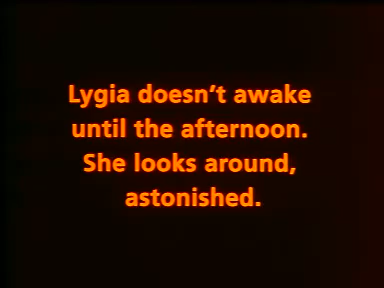 Lygia doesn't awake
until the afternoon.
She looks around,
astonished.